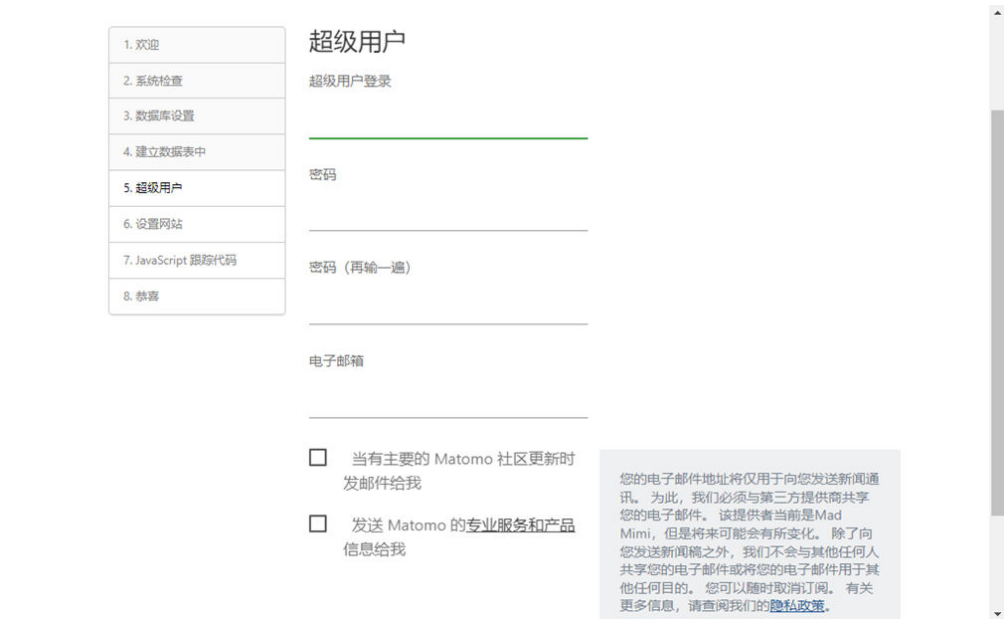 1. 欢迎
2. 系统检查
3. 数据库设置
4. 建立数据表中
5. 超级用户
6. 设置网站
7. JavaScript 跟踪代码
8. 恭喜
超级用户
超级用户登录
密码
密码（再输一遍）
电子邮箱
当有主要的 Matomo 社区更新时
发邮件给我
发送 Matomo 的专业服务和产品
信息给我
您的电子邮件地址将仅用于向您发送新闻通
讯。 为此，我们必须与第三方提供商共享
您的电子邮件。 该提供者当前是Mad
Mimi，但是将来可能会有所变化。 除了向
您发送新闻稿之外，我们不会与其他任何人
共享您的电子邮件或将您的电子邮件用于其
他任何目的。 您可以随时取消订阅。 有关
更多信息，请查阅我们的隐私政策。